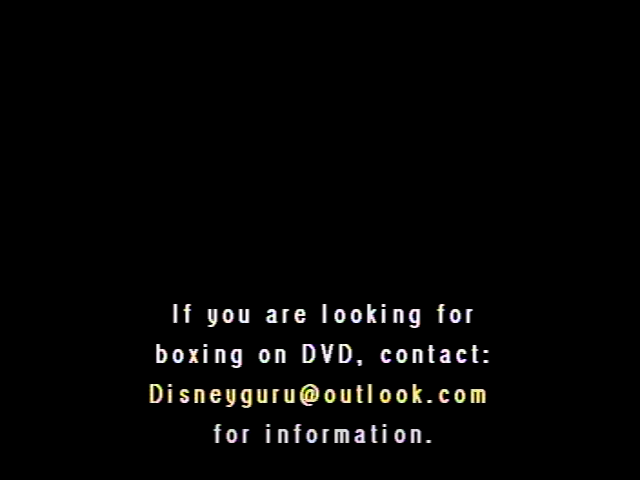 If you are looking for
boxing on DVD, contact:
Disneyguru@outlook.com
for information.